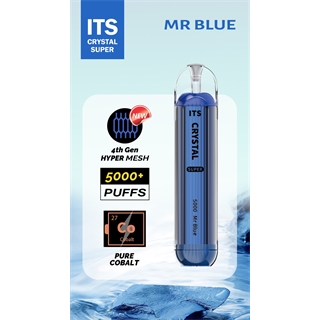 ITS
CRYSTAL
SUPER
MR BLUE
NEW
4th Gen
HYPER MESH
5000+
PUFFS
27
Co
Cobalt
PURE
COBALT
ITS
CRYSTAL
SUPER
5000 Mr Blue